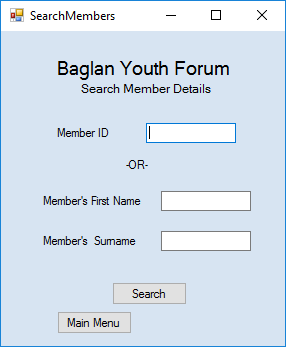 SearchMembers
Baglan Youth Forum
Search Member Details
Member ID
-OR-
Member's First Name
Member's  Surname
Search
Main Menu